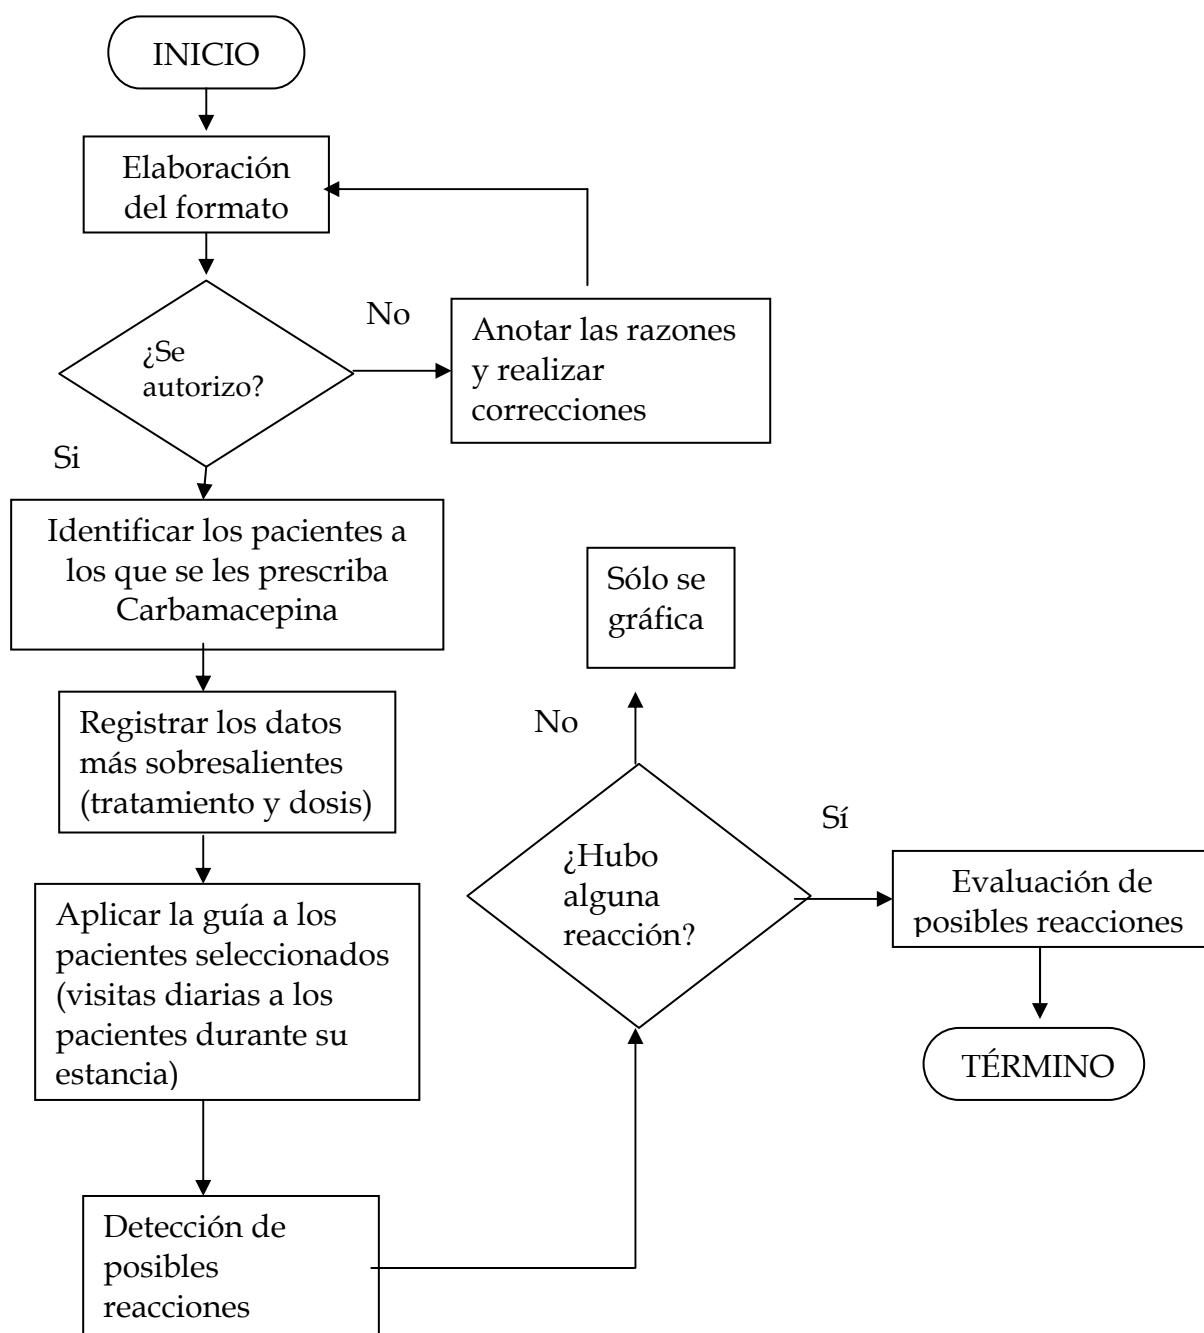 INICIO
Elaboración
del formato
¿Se
autorizo?
No
Anotar las razones
y realizar
correcciones
Si
Identificar los pacientes a
los que se les prescriba
Carbamacepina
Registrar los datos
más sobresalientes
(tratamiento y dosis)
Aplicar la guía a los
pacientes seleccionados
(visitas diarias a los
pacientes durante su
estancia)
Detección de
posibles
reacciones
¿Hubo
alguna
reacción?
No
Sólo se
gráfica
Sí
Evaluación de
posibles reacciones
TÉRMINO